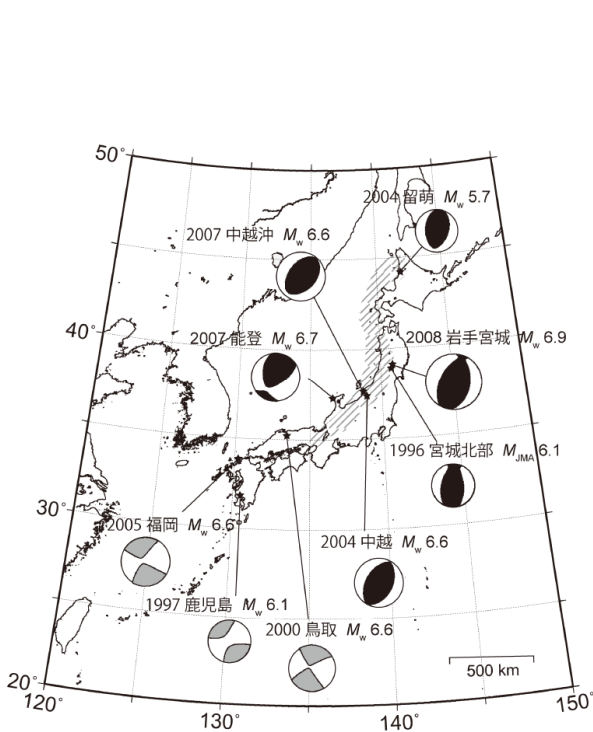 50°
2004 留萌 Mw 5.7
2007 中越沖 Mw 6.6
40°
2007 能登 Mw 6.7
2008 岩手宮城 Mw 6.9
1996 宮城北部 MJMA 6.1
30°
2005 福岡 Mw 6.6
2004 中越 Mw 6.6
1997 鹿児島 Mw 6.1
2000 鳥取 Mw 6.6
500 km
20°
120°
130°
140°
150°